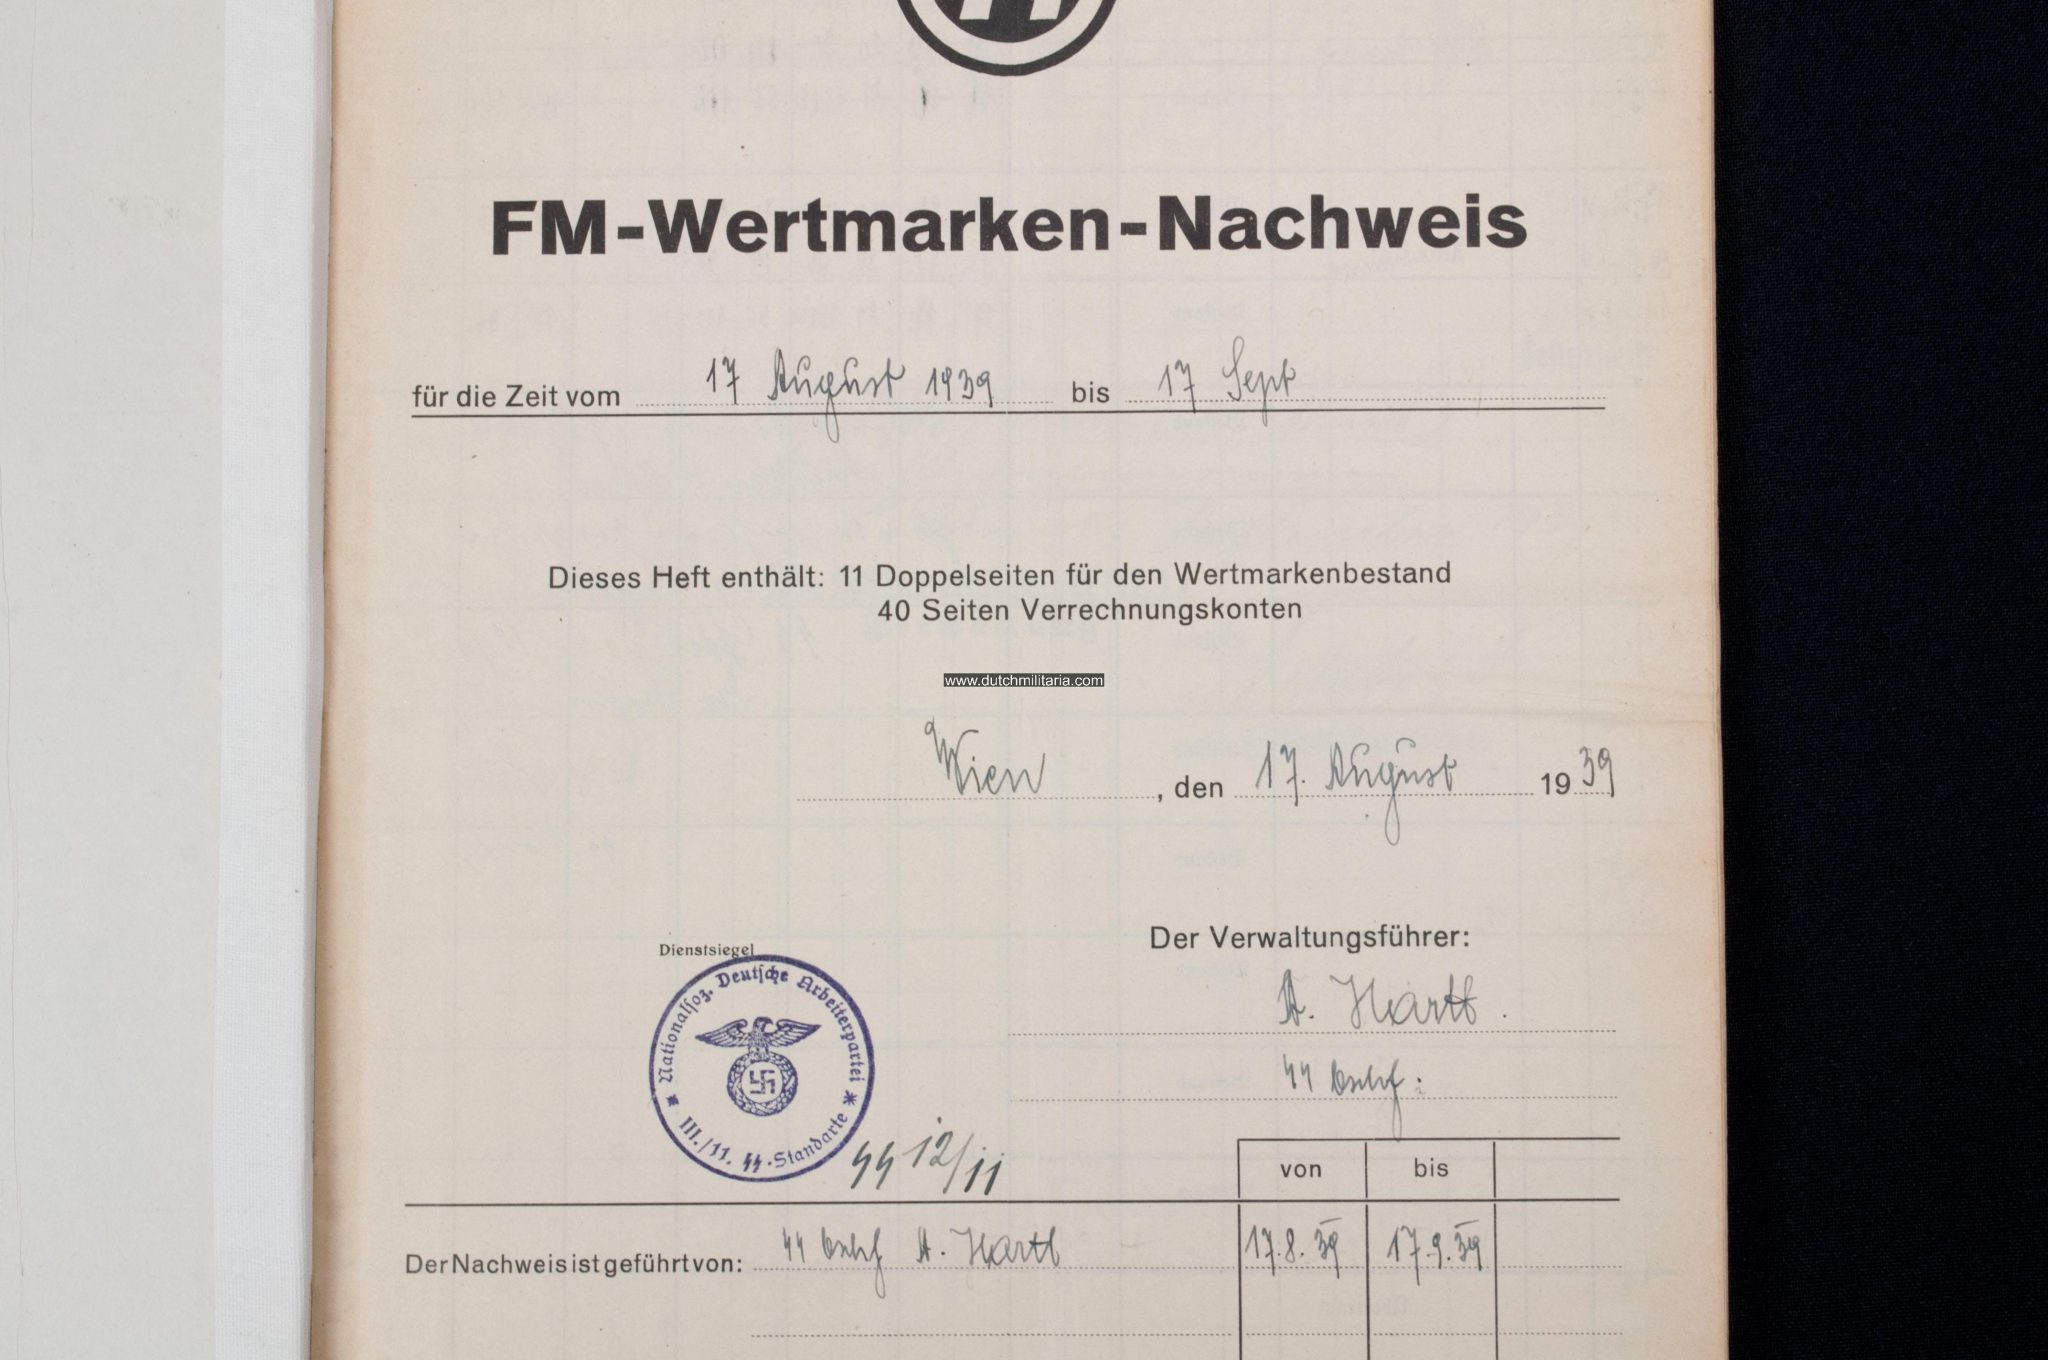 FM-Wertmarken-Nachweis
für die Zeit vom 17 August 1939 bis 17 Sept
Dieses Heft enthält: 11 Doppelseiten für den Wertmarkenbestand
40 Seiten Verrechnungskonten
www.dutchmilitaria.com
Wien, den 17. August 1939
Der Verwaltungsführer:
A. Hartl.
Dienstsiegel
Nationalsoz. Deutsche Arbeiterpartei
III./11. SS-Standarte
SS 12/11
von bis
Der Nachweis ist geführt von: SS A. Hartl 17.8.39 17.9.39